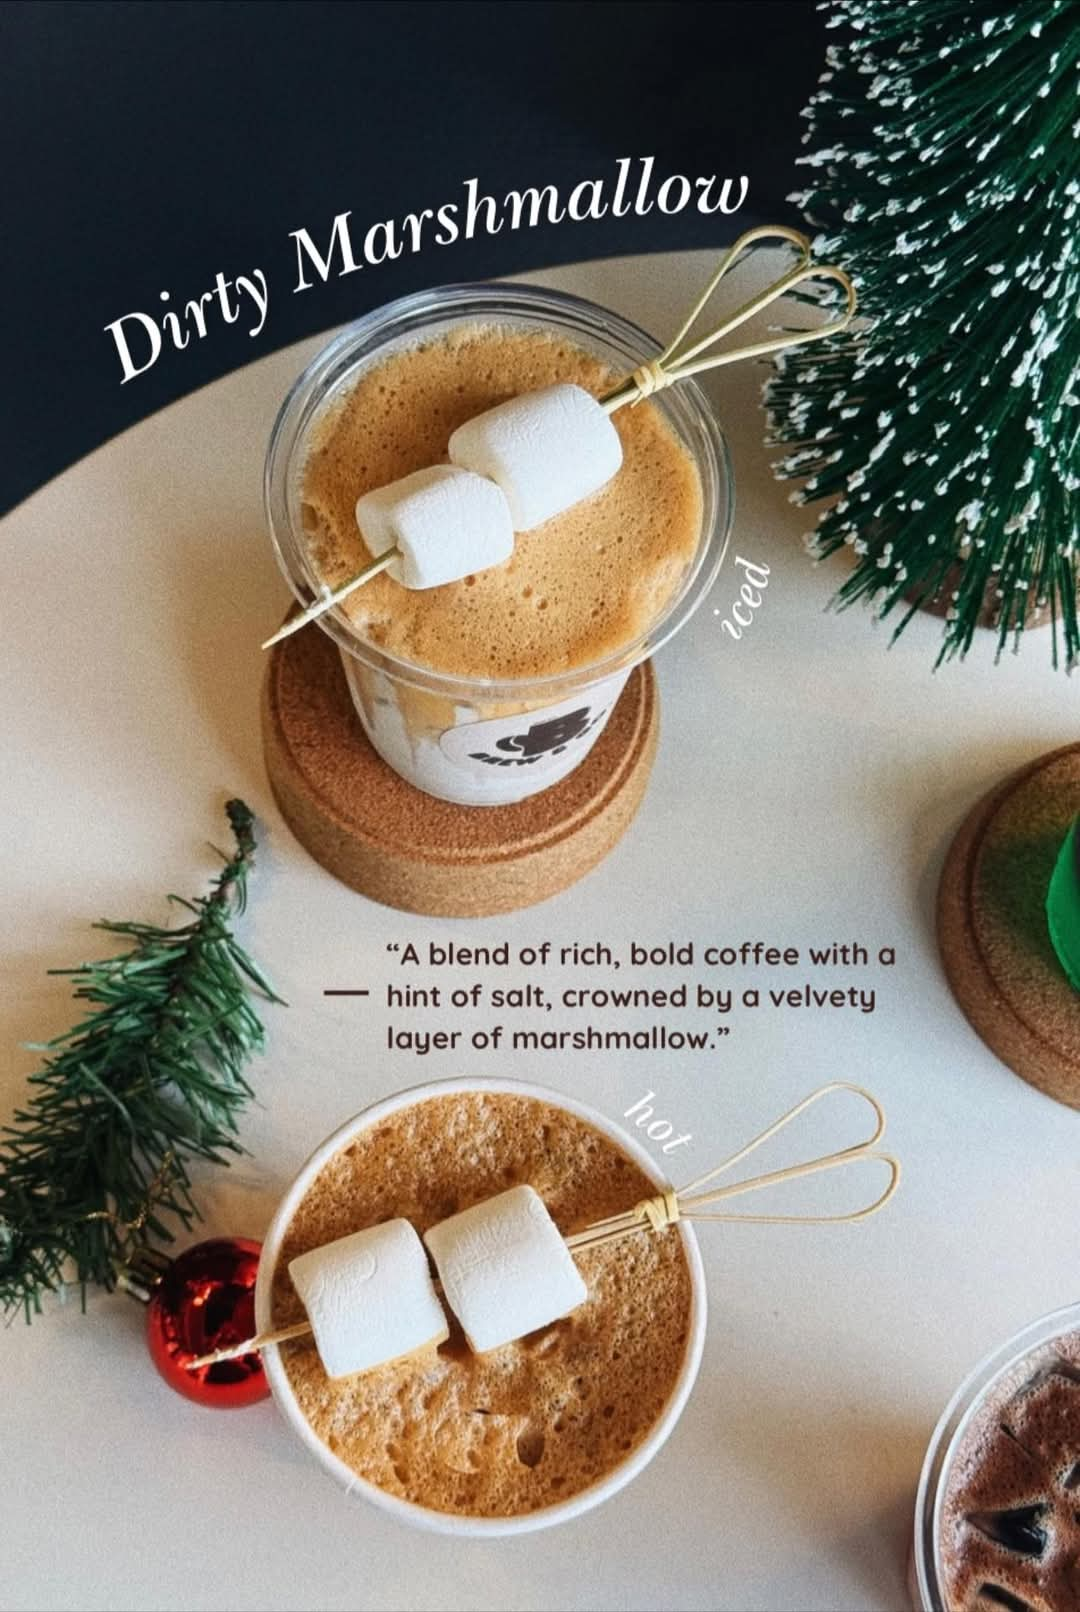 Dirty Marshmallow
iced
“A blend of rich, bold coffee with a
hint of salt, crowned by a velvety
layer of marshmallow.”
hot